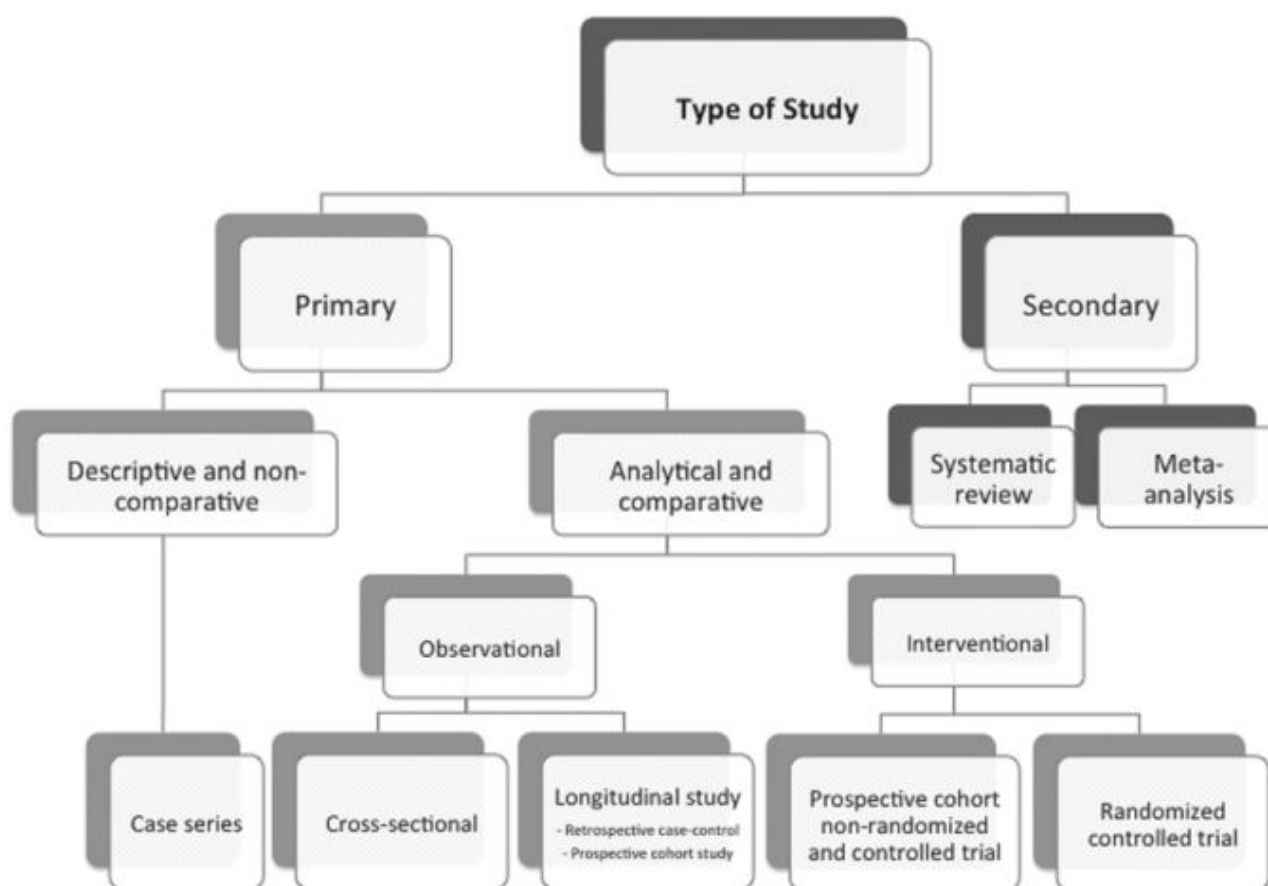 Type of Study
Primary
Secondary
Descriptive and non-
comparative
Analytical and
comparative
Systematic
review
Meta-
analysis
Observational
Interventional
Case series
Cross-sectional
Longitudinal study
- Retrospective case-control
- Prospective cohort study
Prospective cohort
non-randomized
and controlled trial
Randomized
controlled trial